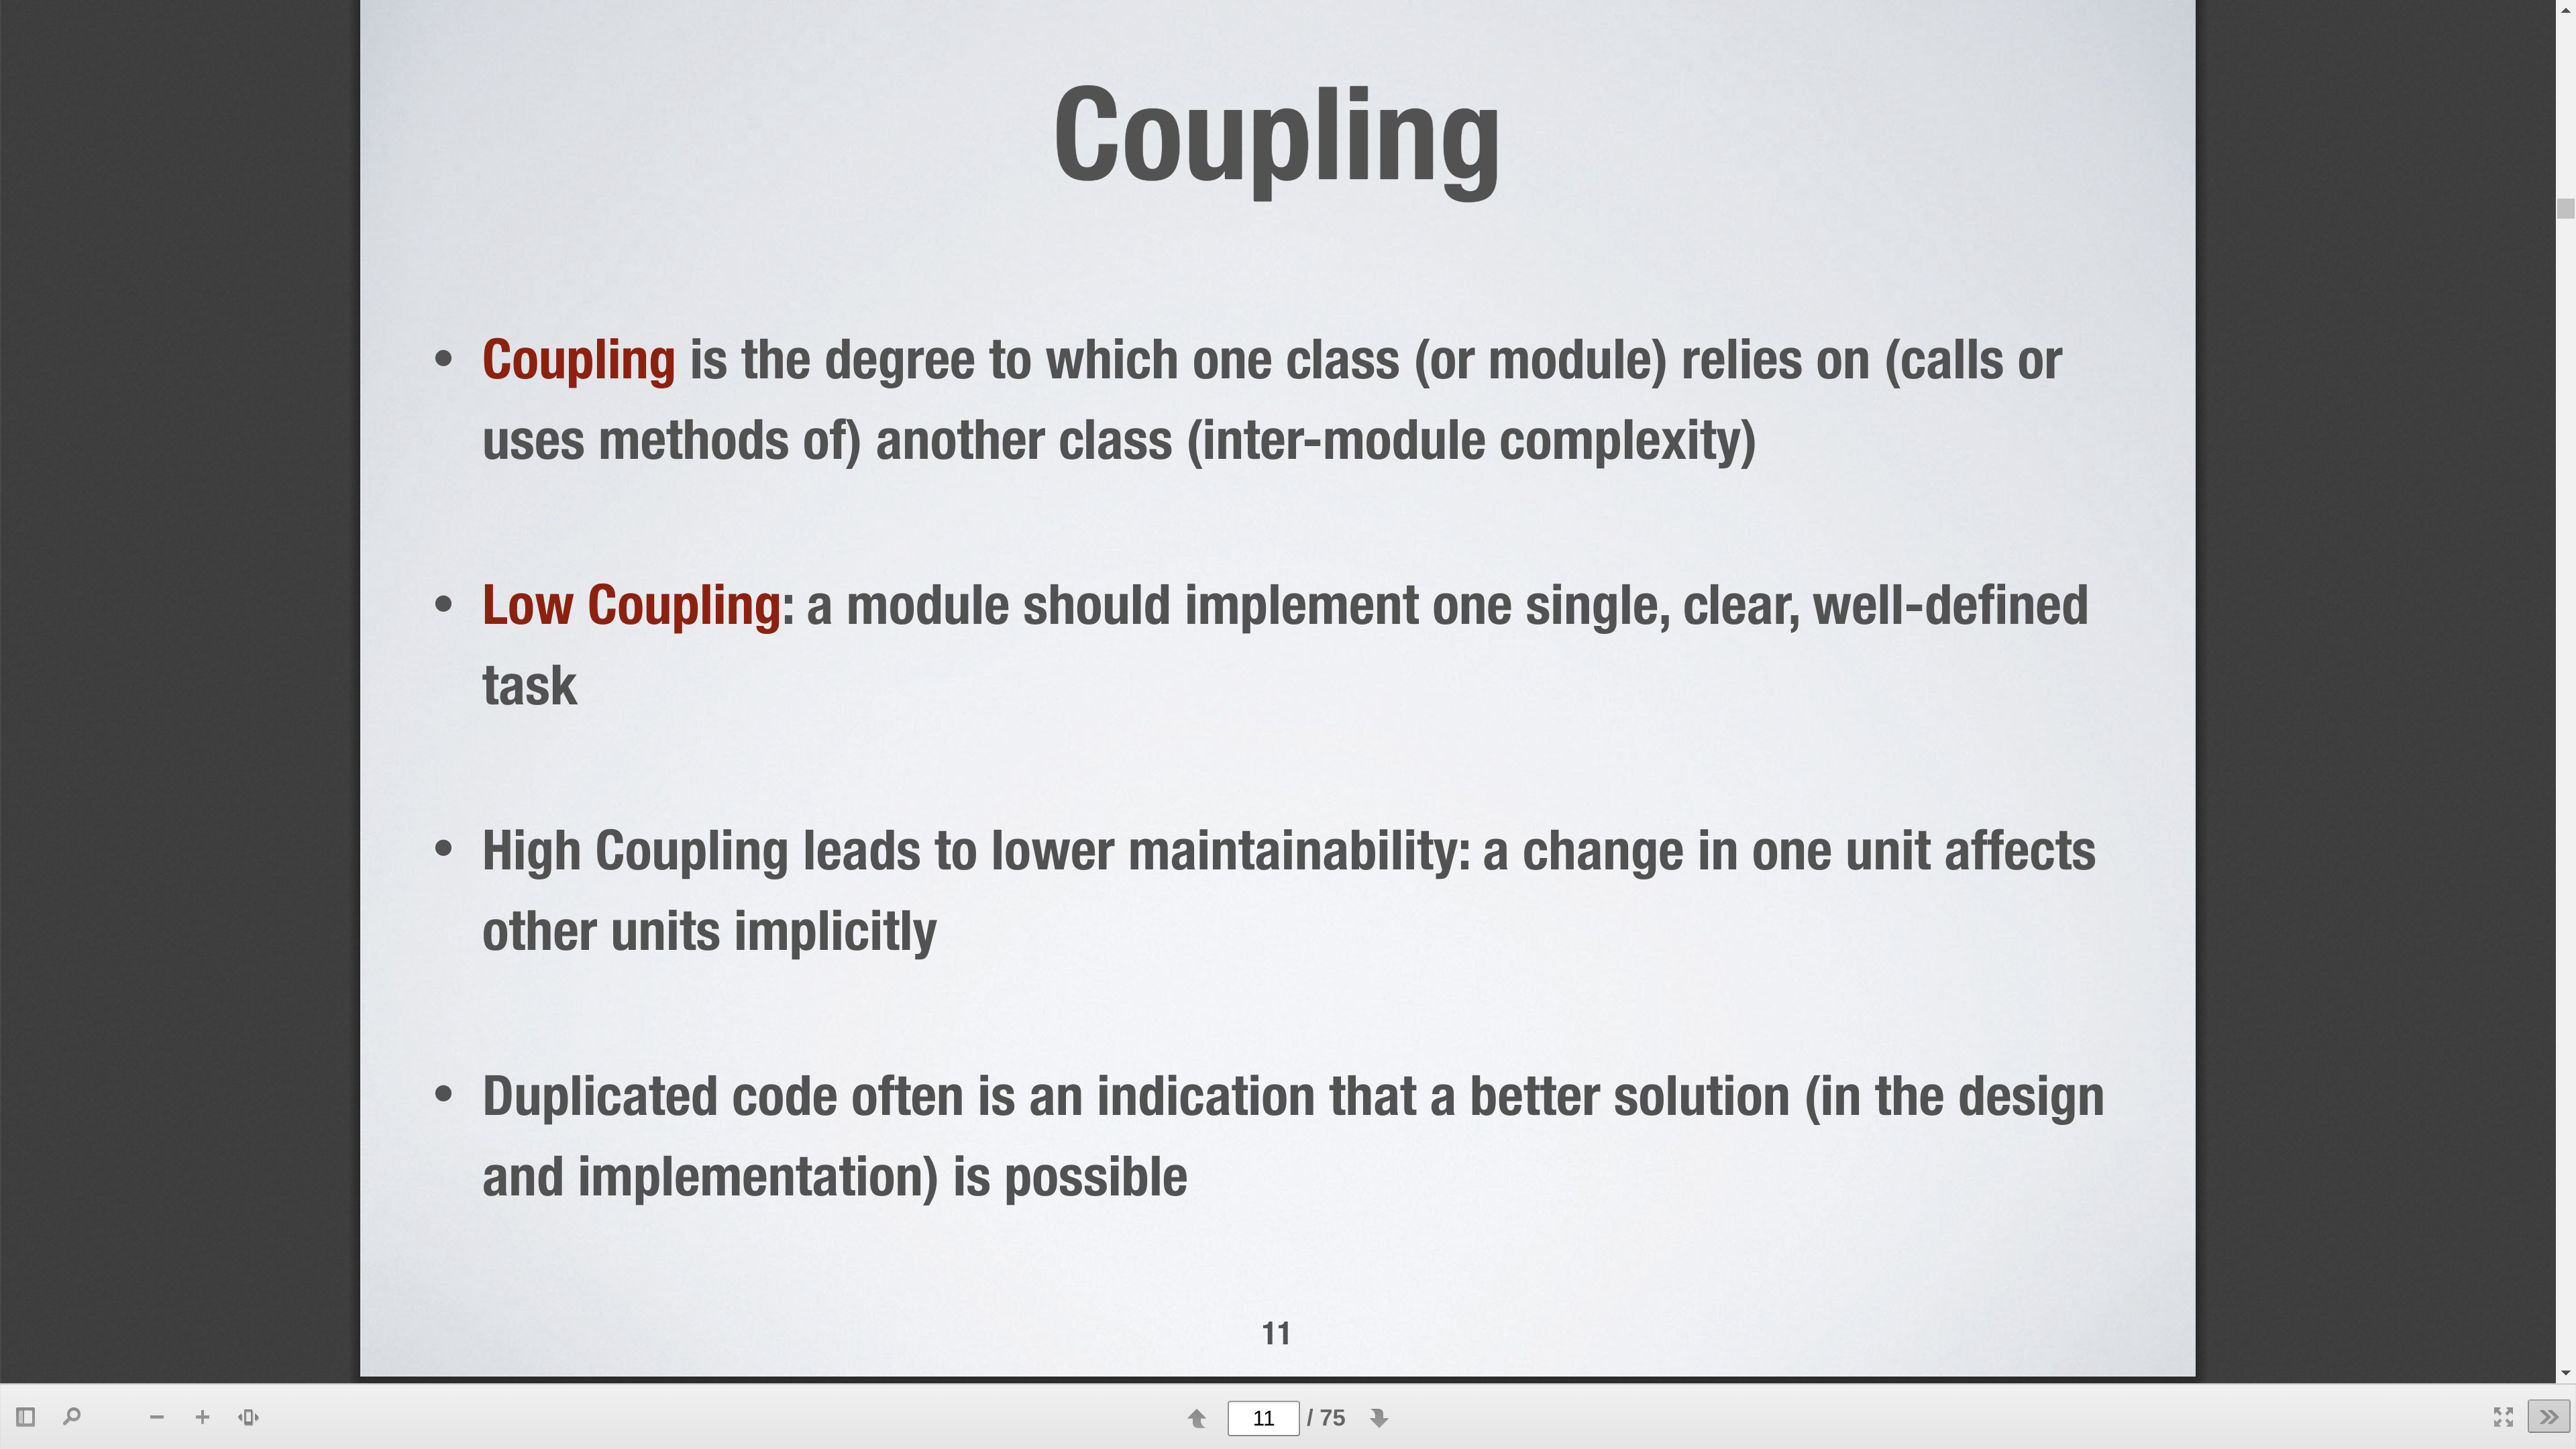 Coupling
• Coupling is the degree to which one class (or module) relies on (calls or
uses methods of) another class (inter-module complexity)
• Low Coupling: a module should implement one single, clear, well-defined
task
• High Coupling leads to lower maintainability: a change in one unit affects
other units implicitly
• Duplicated code often is an indication that a better solution (in the design
and implementation) is possible
11
11 / 75